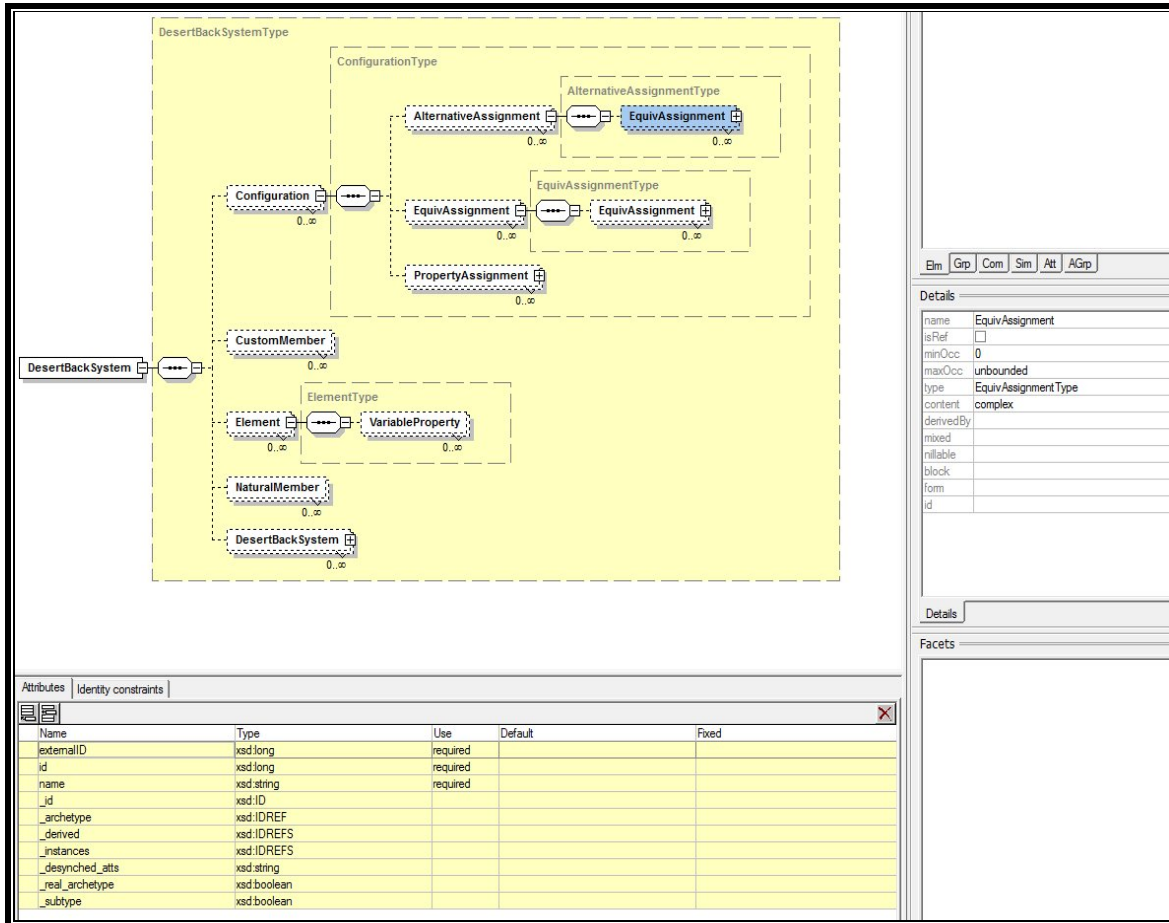 DesertBackSystemType
ConfigurationType
AlternativeAssignmentType
AlternativeAssignment
EquivAssignment
0..∞
0..∞
EquivAssignmentType
Configuration
0..∞
EquivAssignment
EquivAssignment
0..∞
0..∞
PropertyAssignment
0..∞
CustomMember
0..∞
DesertBackSystem
ElementType
Element
VariableProperty
0..∞
0..∞
NaturalMember
0..∞
DesertBackSystem
0..∞
Elm Grp Com Sim Att AGrp
Details
name EquivAssignment
isRef
minOcc 0
maxOcc unbounded
type EquivAssignmentType
content complex
derivedBy
mixed
nillable
block
form
id
Details
Facets
Attributes Identity constraints
Name Type Use Default Fixed
externalID xsd:long required
id xsd:long required
name xsd:string required
_id xsd:ID
_archetype xsd:IDREF
_derived xsd:IDREFS
_instances xsd:IDREFS
_desynched_atts xsd:string
_real_archetype xsd:boolean
_subtype xsd:boolean